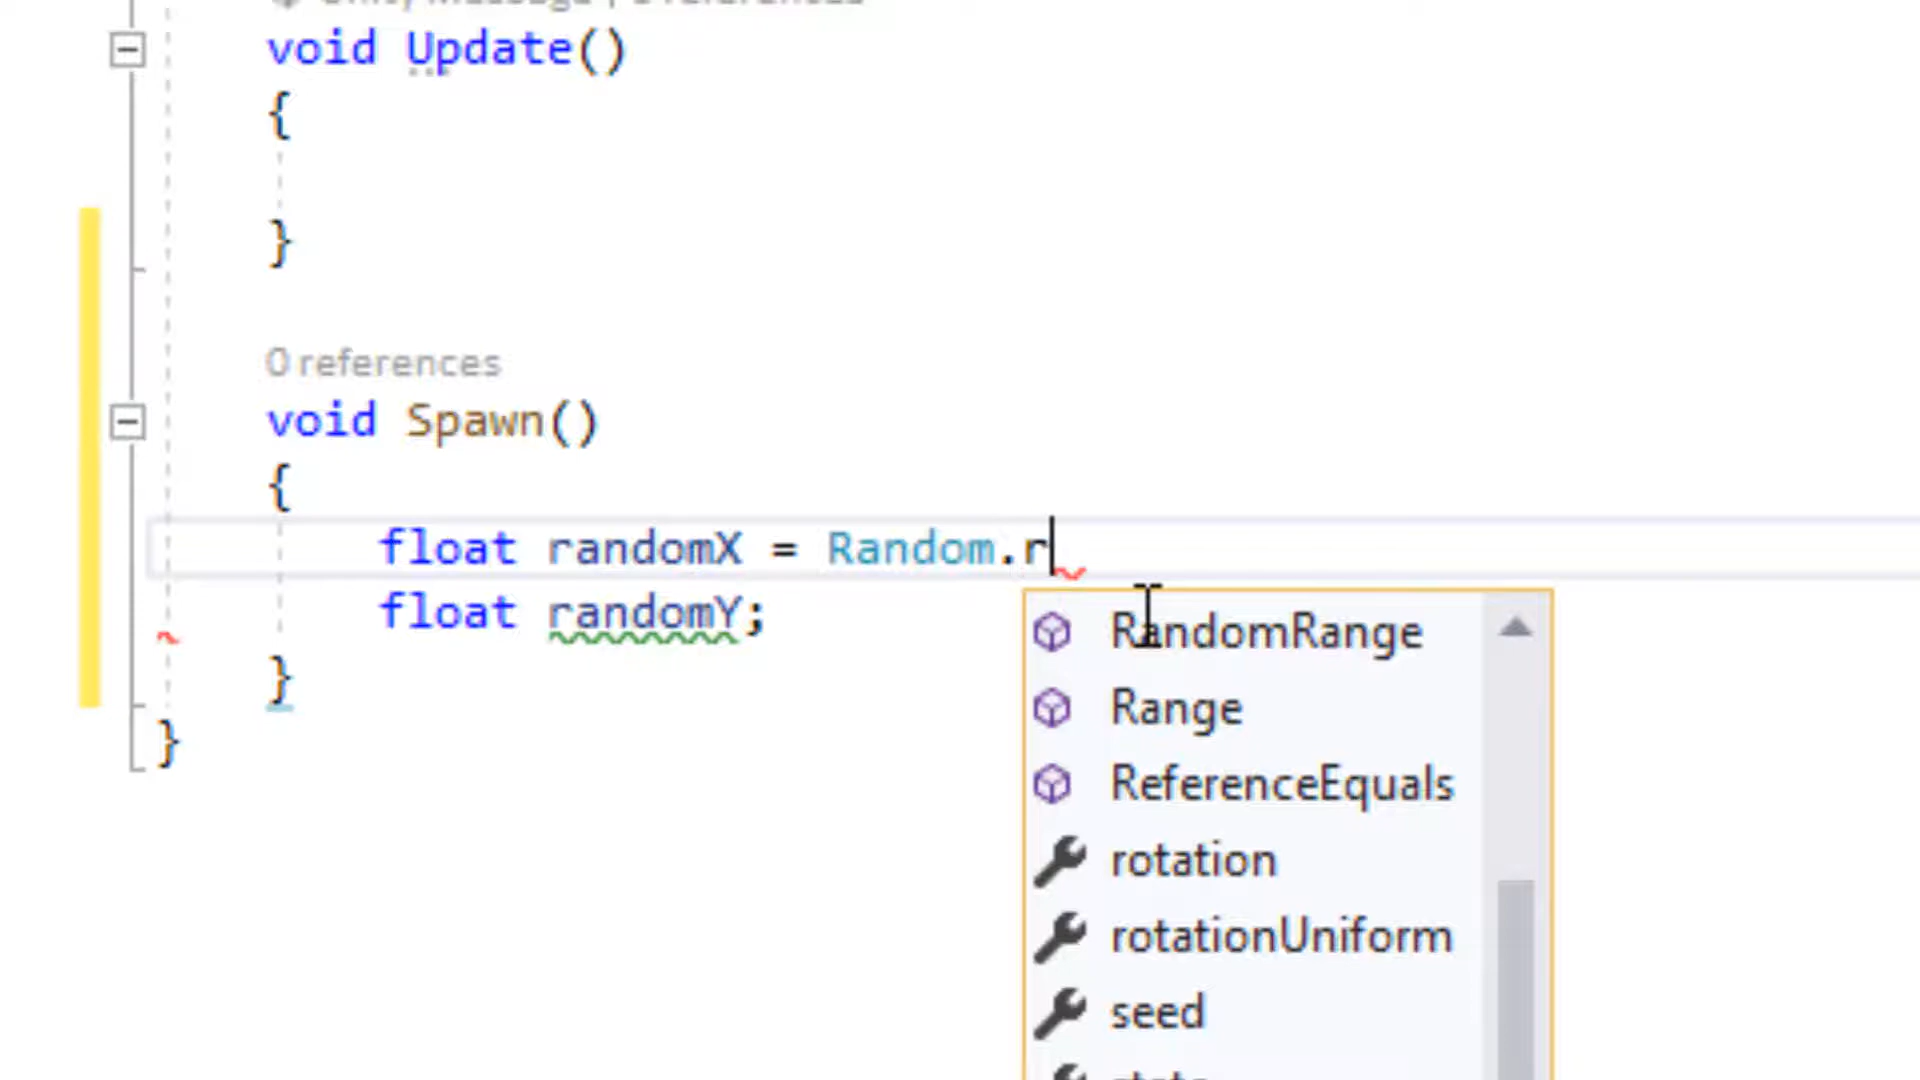 void Update()
{
}
0 references
void Spawn()
{
float randomX = Random.r
float randomY;
}
}
RandomRange
Range
ReferenceEquals
rotation
rotationUniform
seed